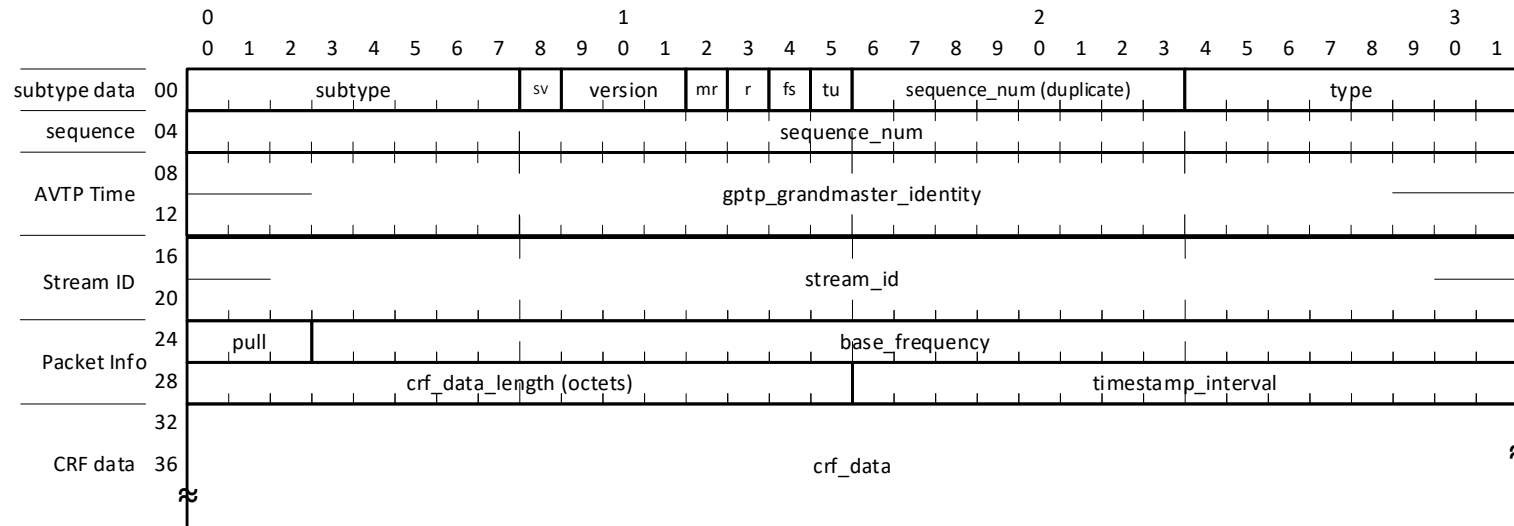 0 1 2 3
0 1 2 3 4 5 6 7 8 9 0 1 2 3 4 5 6 7 8 9 0 1 2 3 4 5 6 7 8 9 0 1
subtype data 00 subtype sv version mr r fs tu sequence_num (duplicate) type
sequence 04 sequence_num
08
AVTP Time gptp_grandmaster_identity
12
16
Stream ID stream_id
20
24 pull base_frequency
Packet Info
28 crf_data_length (octets) timestamp_interval
32
CRF data 36 crf_data